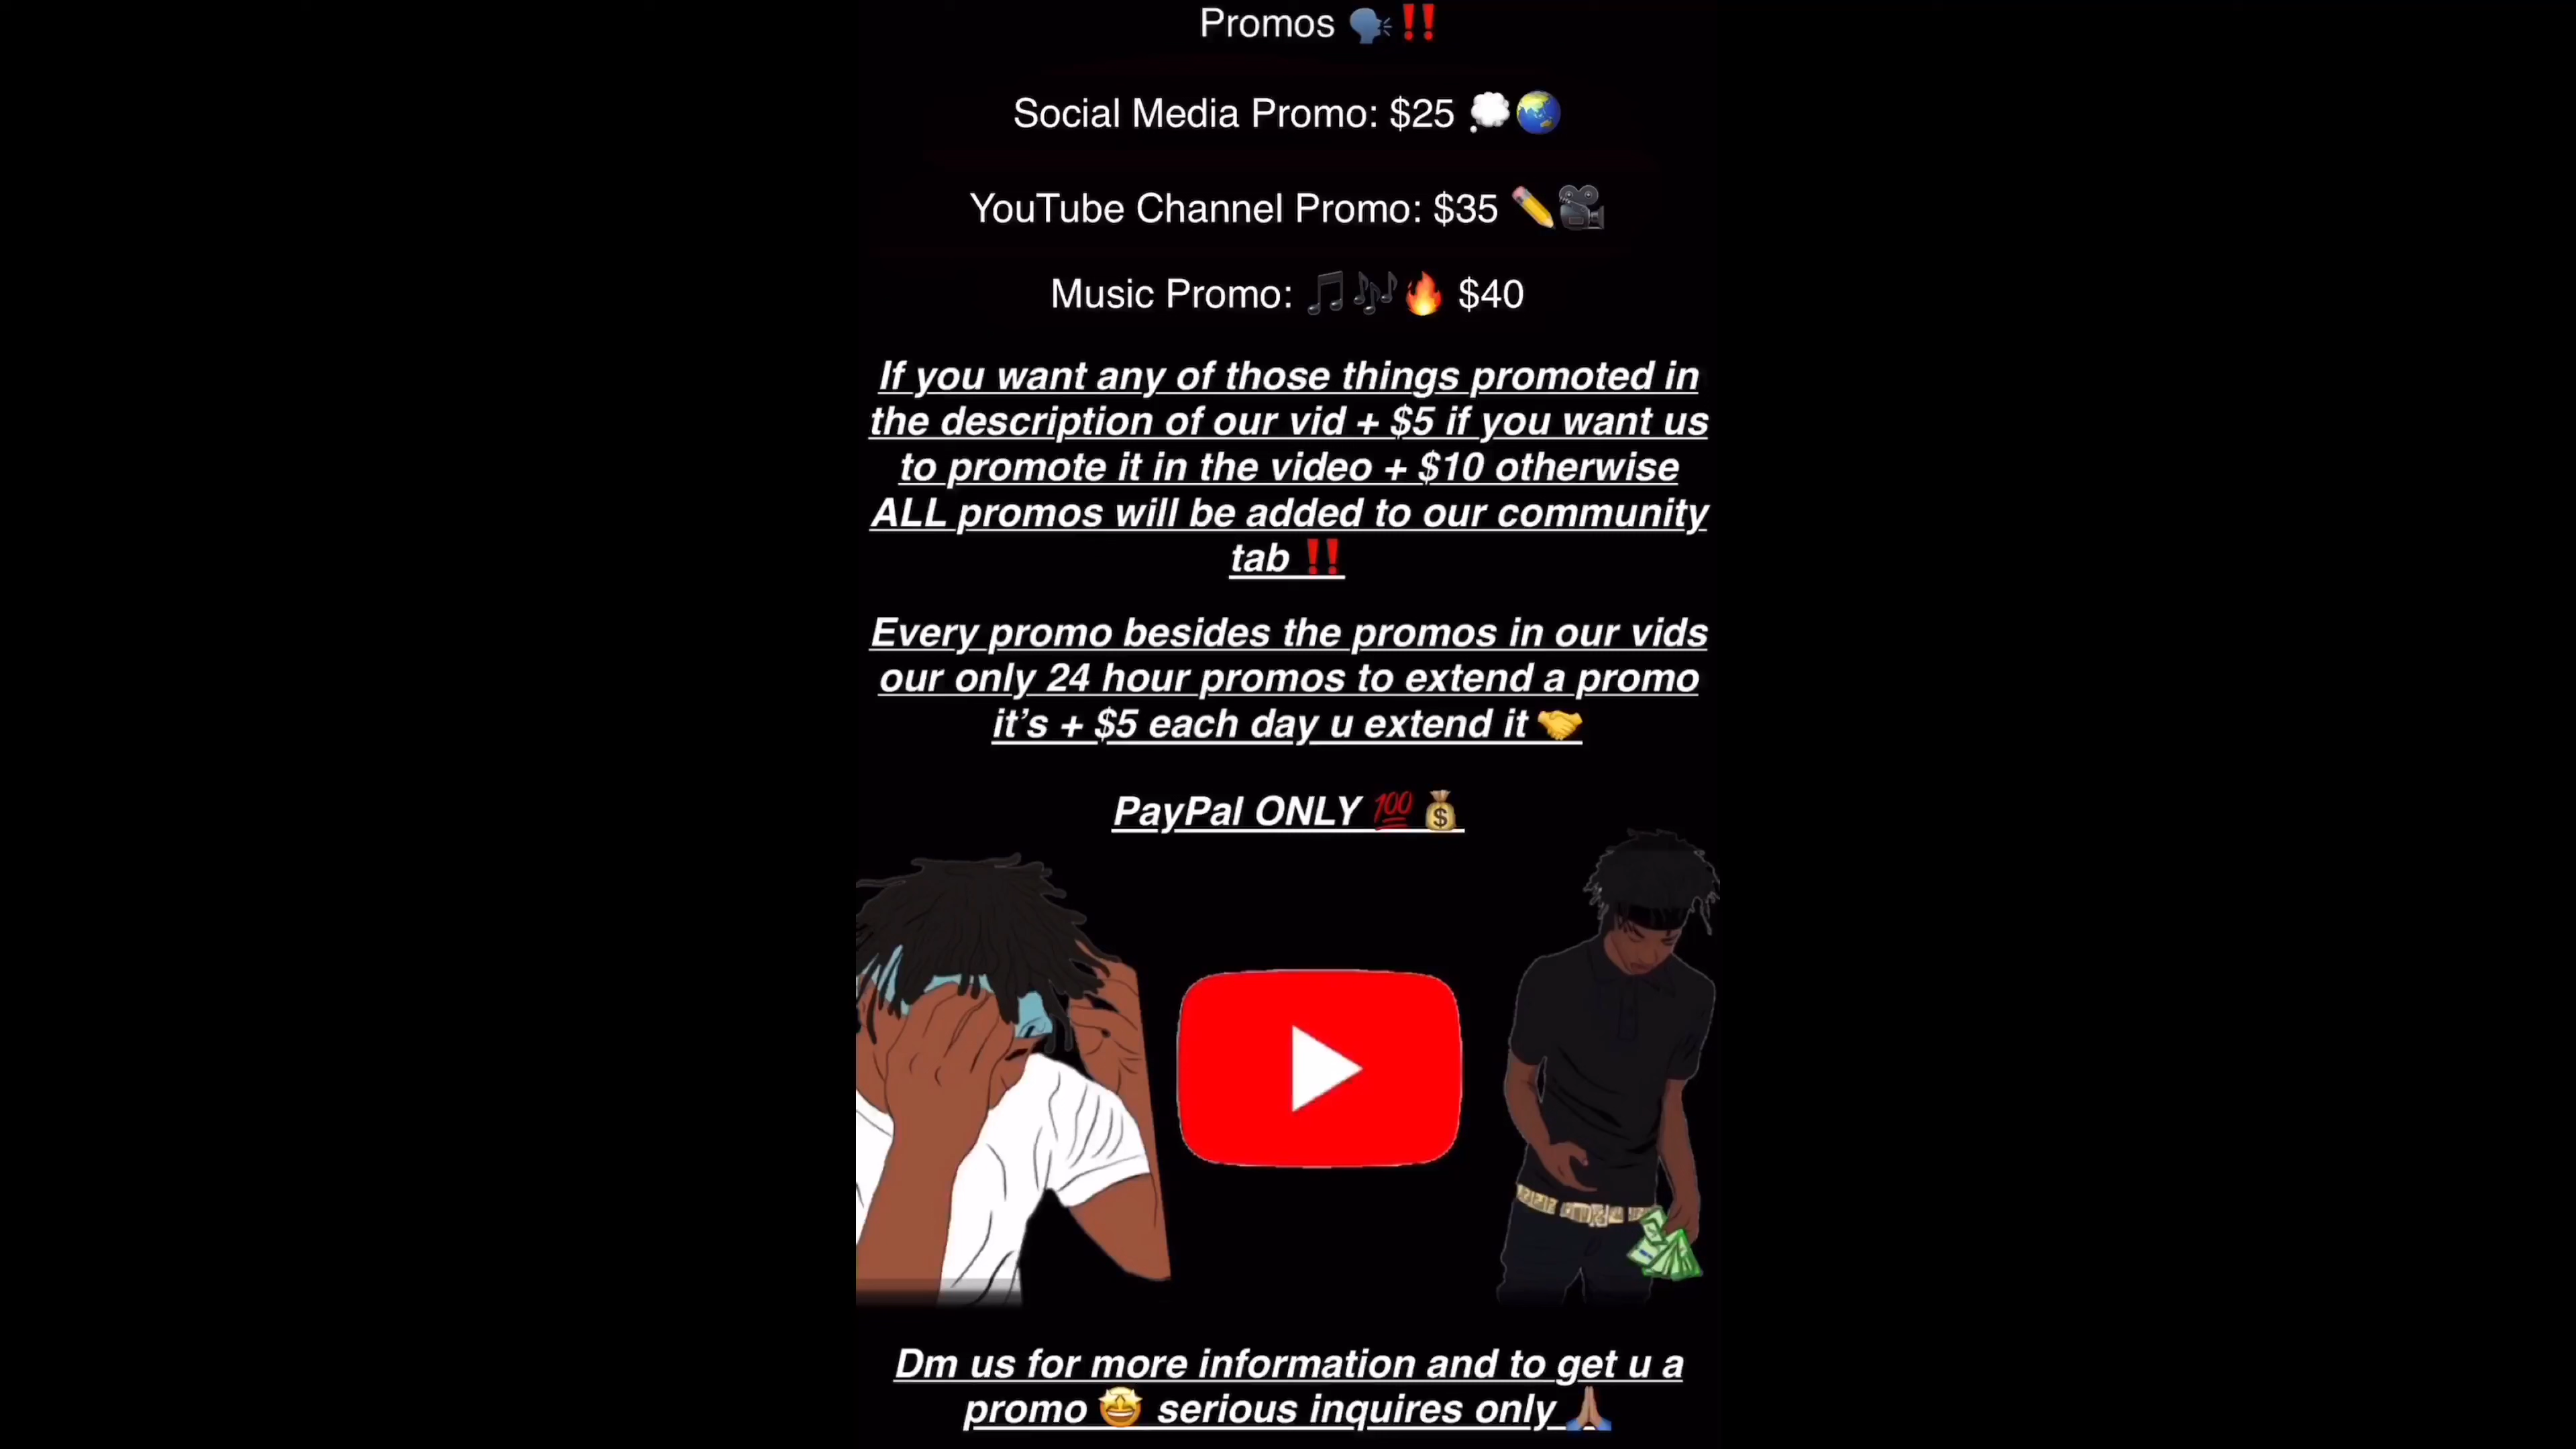 Promos 🗣‼️
Social Media Promo: $25 💭🌏
YouTube Channel Promo: $35 ✏️🎥
Music Promo: 🎵🎶🔥 $40
If you want any of those things promoted in
the description of our vid + $5 if you want us
to promote it in the video + $10 otherwise
ALL promos will be added to our community
tab ‼️
Every promo besides the promos in our vids
our only 24 hour promos to extend a promo
it's + $5 each day u extend it 🤝
PayPal ONLY 💯💰
Dm us for more information and to get u a
promo 🤩 serious inquires only 🙏🏽